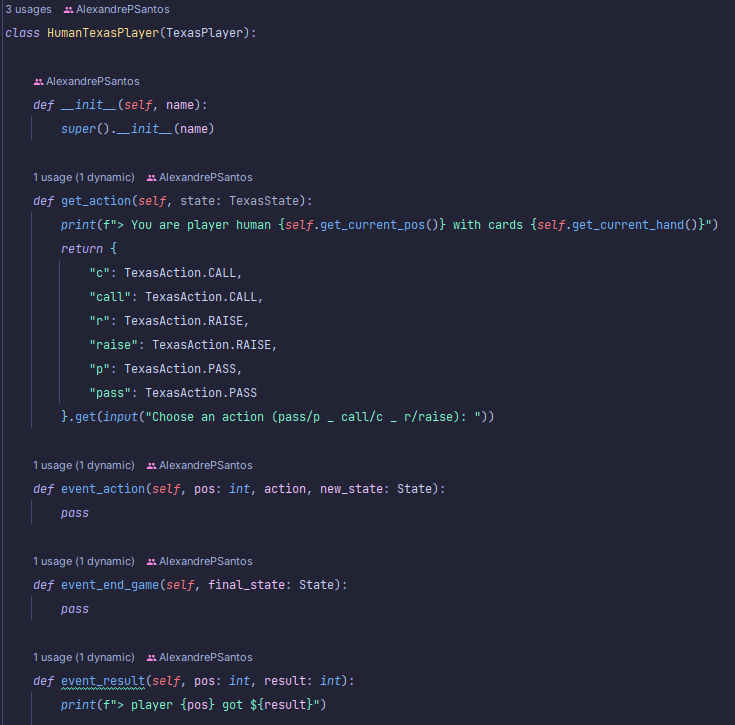 3 usages AlexandrePSantos
class HumanTexasPlayer(TexasPlayer):
AlexandrePSantos
def __init__(self, name):
super().__init__(name)
1 usage (1 dynamic) AlexandrePSantos
def get_action(self, state: TexasState):
print(f"> You are player human {self.get_current_pos()} with cards {self.get_current_hand()}")
return {
"c": TexasAction.CALL,
"call": TexasAction.CALL,
"r": TexasAction.RAISE,
"raise": TexasAction.RAISE,
"p": TexasAction.PASS,
"pass": TexasAction.PASS
}.get(input("Choose an action (pass/p _ call/c _ r/raise): "))
1 usage (1 dynamic) AlexandrePSantos
def event_action(self, pos: int, action, new_state: State):
pass
1 usage (1 dynamic) AlexandrePSantos
def event_end_game(self, final_state: State):
pass
1 usage (1 dynamic) AlexandrePSantos
def event_result(self, pos: int, result: int):
print(f"> player {pos} got ${result}")